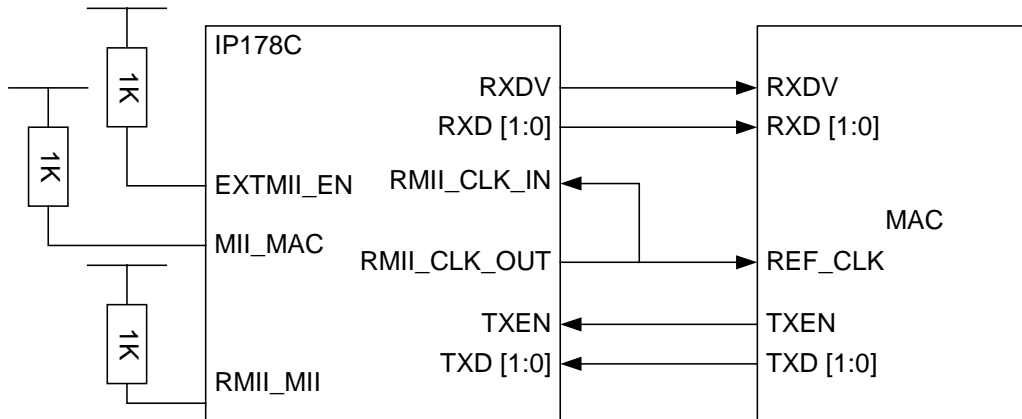 IP178C
1K
1K
1K
EXTMII_EN
MII_MAC
RMII_MII
RXDV
RXD [1:0]
RMII_CLK_IN
RMII_CLK_OUT
TXEN
TXD [1:0]
RXDV
RXD [1:0]
MAC
REF_CLK
TXEN
TXD [1:0]